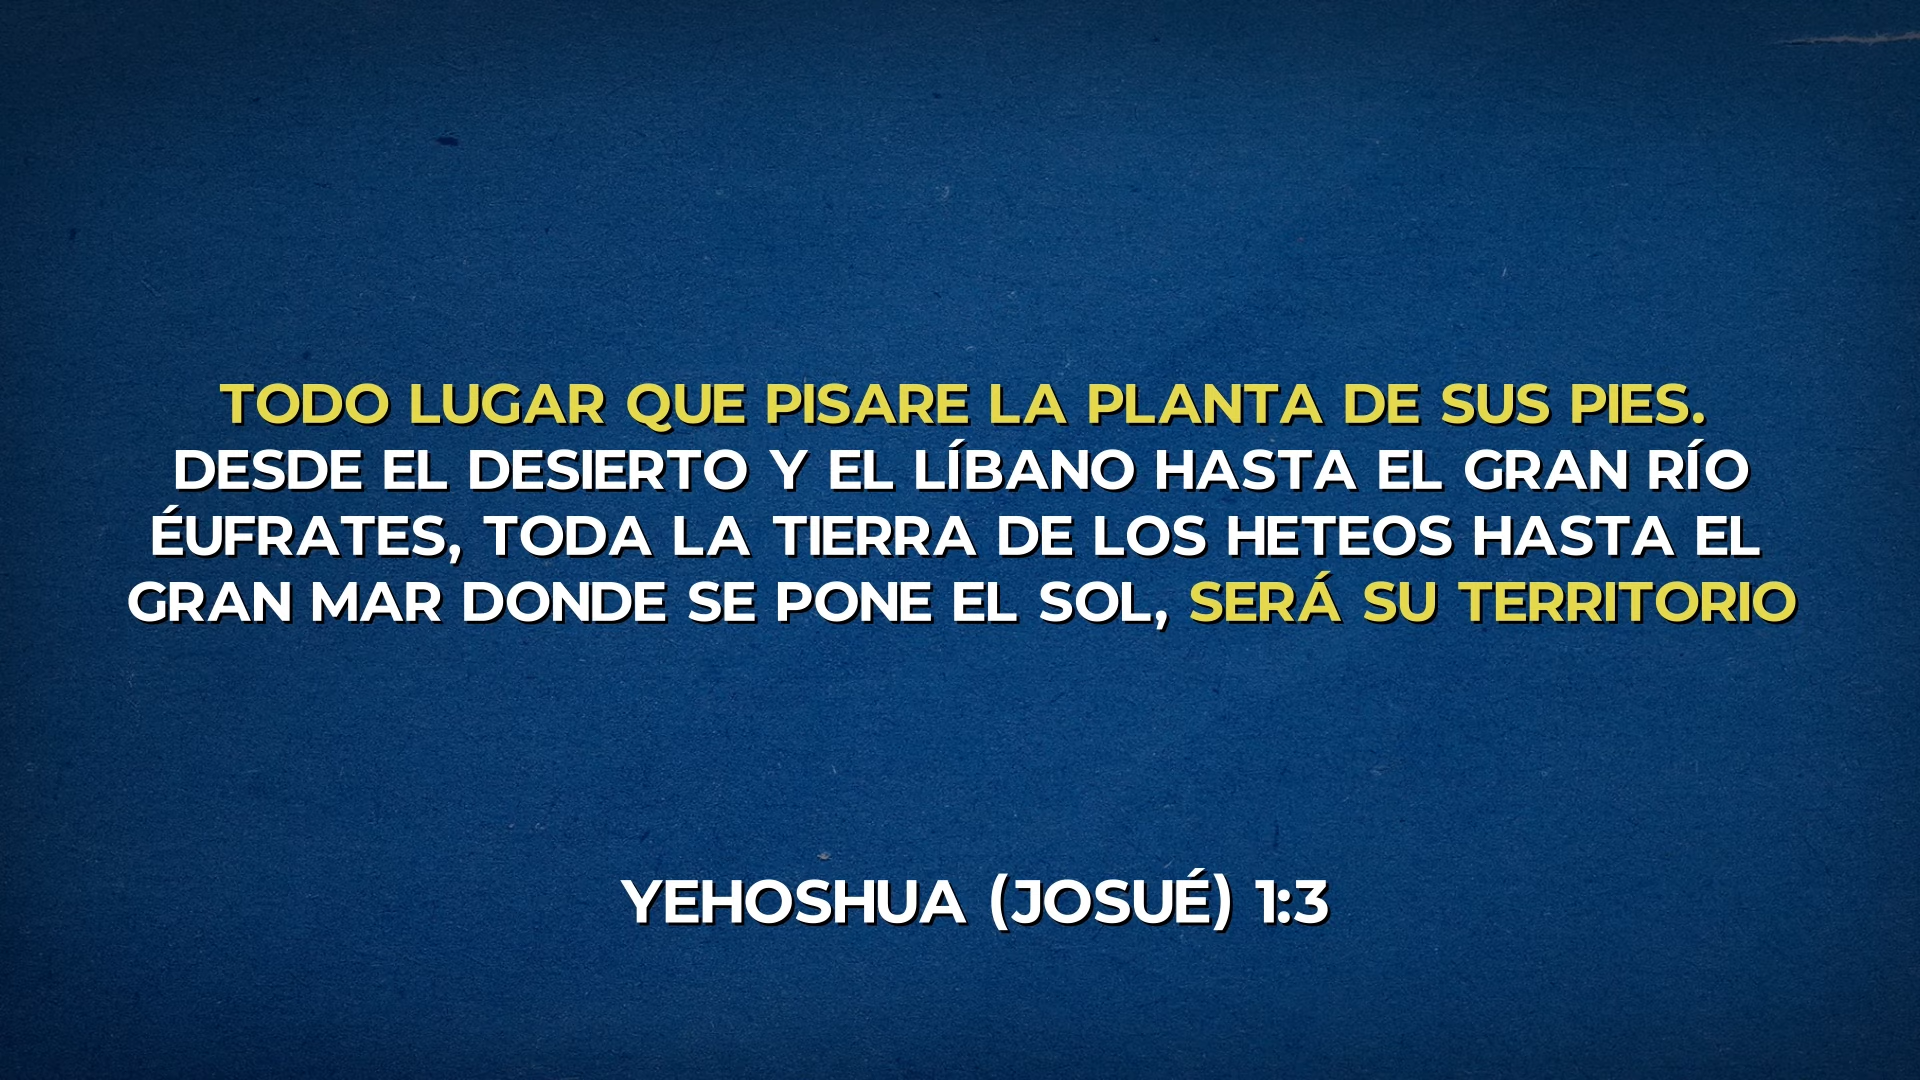 TODO LUGAR QUE PISARE LA PLANTA DE SUS PIES.
DESDE EL DESIERTO Y EL LÍBANO HASTA EL GRAN RÍO
ÉUFRATES, TODA LA TIERRA DE LOS HETEOS HASTA EL
GRAN MAR DONDE SE PONE EL SOL, SERÁ SU TERRITORIO
YEHOSHUA (JOSUÉ) 1:3